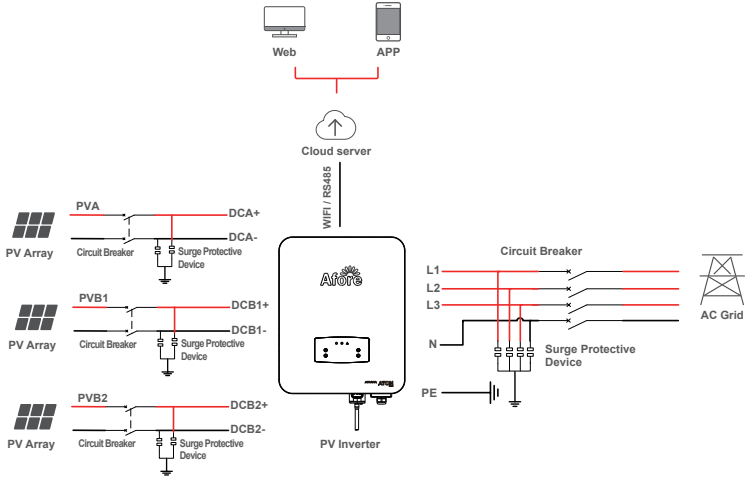 Web
APP
Cloud server
WIFI / RS485
PVA
DCA+
DCA-
PV Array
Circuit Breaker
Surge Protective
Device
PVB1
DCB1+
DCB1-
PV Array
Circuit Breaker
Surge Protective
Device
PVB2
DCB2+
DCB2-
PV Array
Circuit Breaker
Surge Protective
Device
Afore
PV Inverter
Circuit Breaker
L1
L2
L3
N
PE
Surge Protective
Device
AC Grid